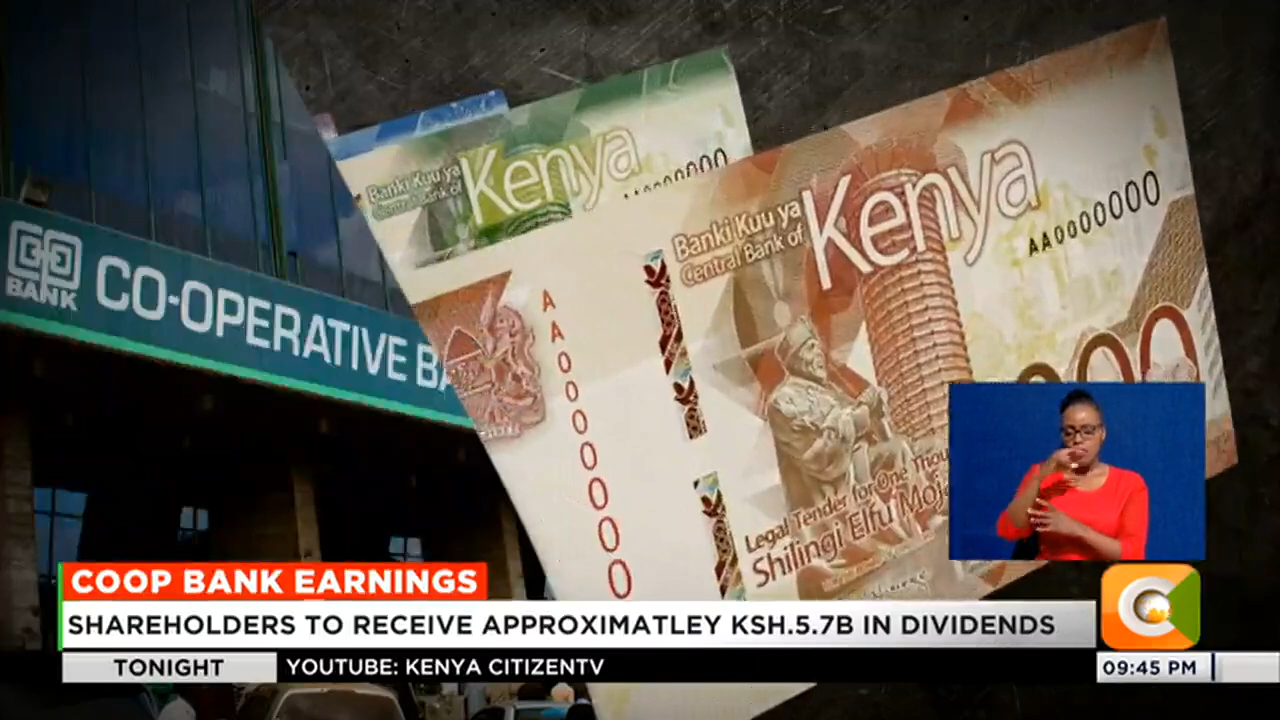 Banki Kuu ya
Central Bank of
Kenya
Banki Kuu ya
Central Bank of
Kenya
AA0000000
AA0000000
CO-OP
BANK
CO-OPERATIVE BA
Legal Tender for One Thou
Shilingi Elfu Moja
COOP BANK EARNINGS
SHAREHOLDERS TO RECEIVE APPROXIMATLEY KSH.5.7B IN DIVIDENDS
TONIGHT
YOUTUBE: KENYA CITIZENTV
09:45 PM